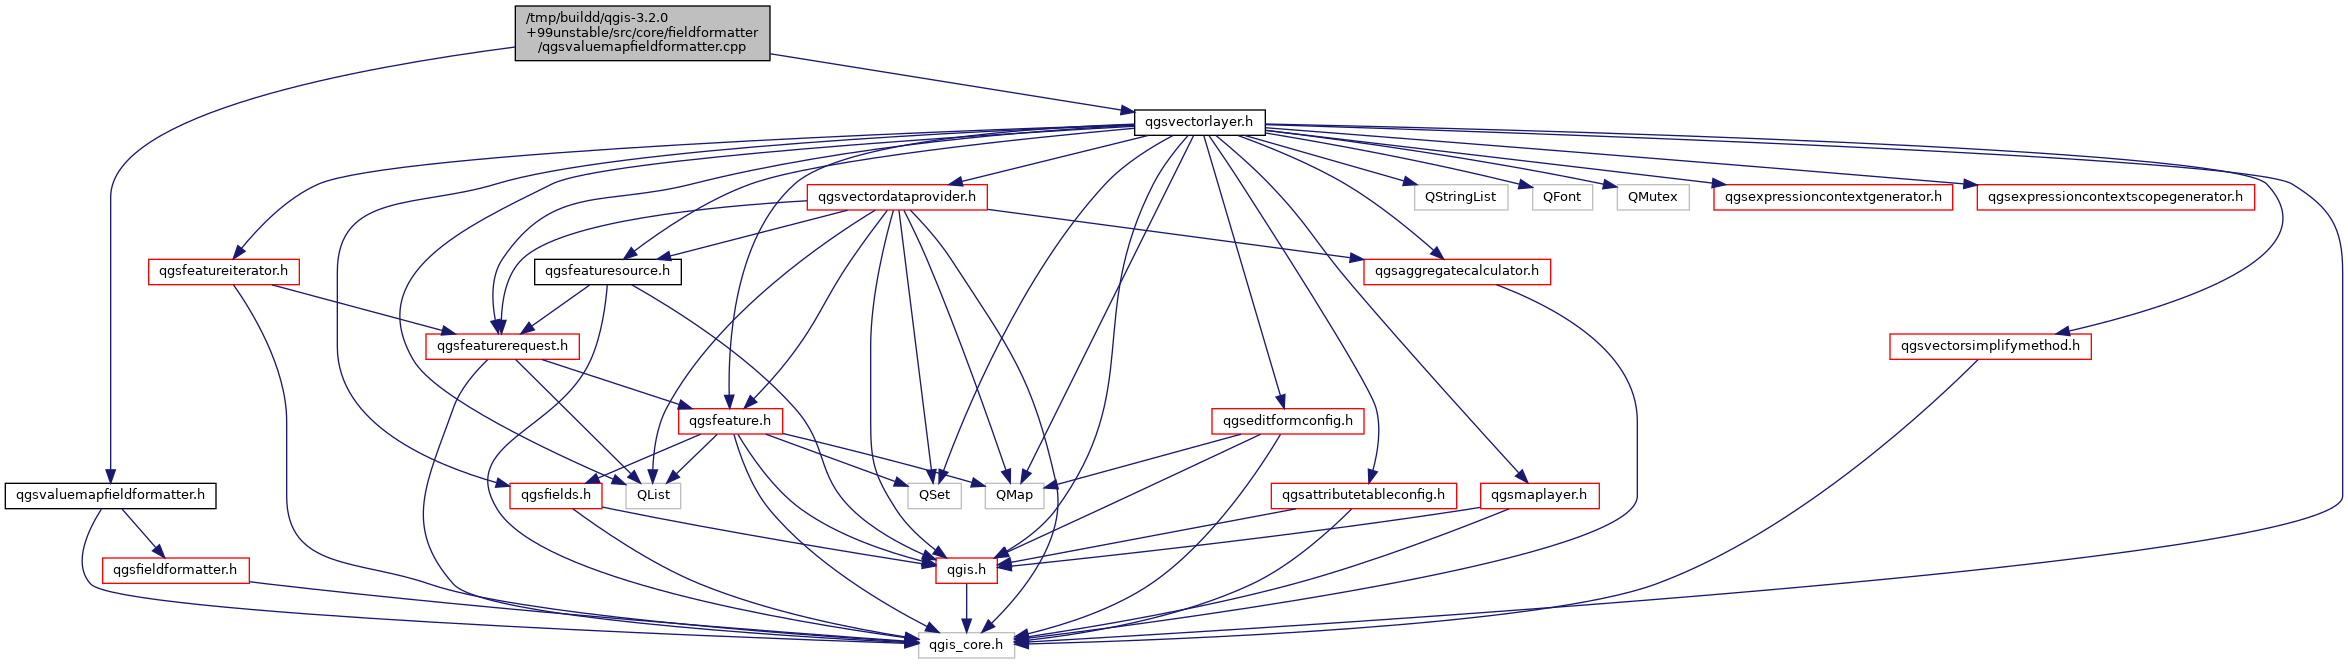 /tmp/buildd/qgis-3.2.0
+99unstable/src/core/fieldformatter
/qgsvaluemapfieldformatter.cpp
qgsvectorlayer.h
qgsvectordataprovider.h
QStringList
QFont
QMutex
qgsexpressioncontextgenerator.h
qgsexpressioncontextscopegenerator.h
qgsfeatureiterator.h
qgsfeaturesource.h
qgsaggregatecalculator.h
qgsfeaturerequest.h
qgsvectorsimplifymethod.h
qgsfeature.h
qgseditformconfig.h
qgsvaluemapfieldformatter.h
qgsfields.h
QList
QSet
QMap
qgsattributetableconfig.h
qgsmaplayer.h
qgsfieldformatter.h
qgis.h
qgis_core.h